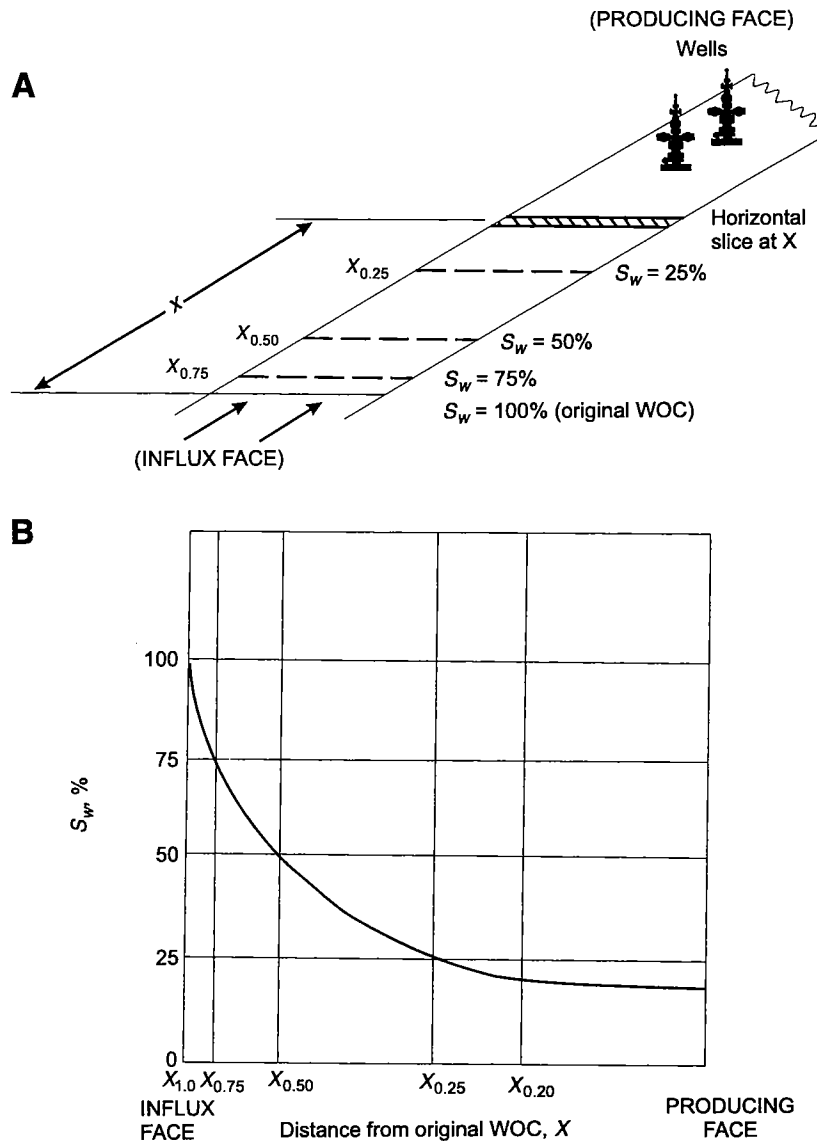 (PRODUCING FACE)
Wells
A
Horizontal
slice at X
X0.25
Sw = 25%
x
X0.50
Sw = 50%
X0.75
Sw = 75%
Sw = 100% (original WOC)
(INFLUX FACE)
B
100
75
Sw, %
50
25
0
X1.0 X0.75 X0.50 X0.25 X0.20
INFLUX
FACE
Distance from original WOC, X
PRODUCING
FACE